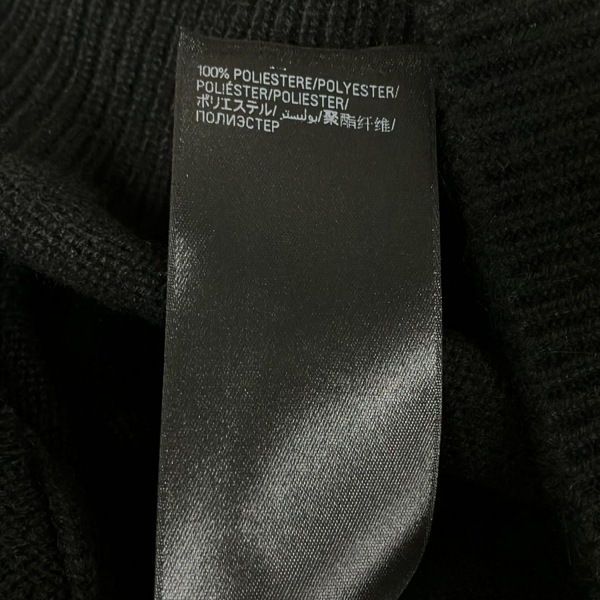 100% POLIESTERE/POLYESTER/
POLIÉSTER/POLIESTER/
ポリエステル/بوليستر/聚酯纤维/
ПОЛИЭСТЕР